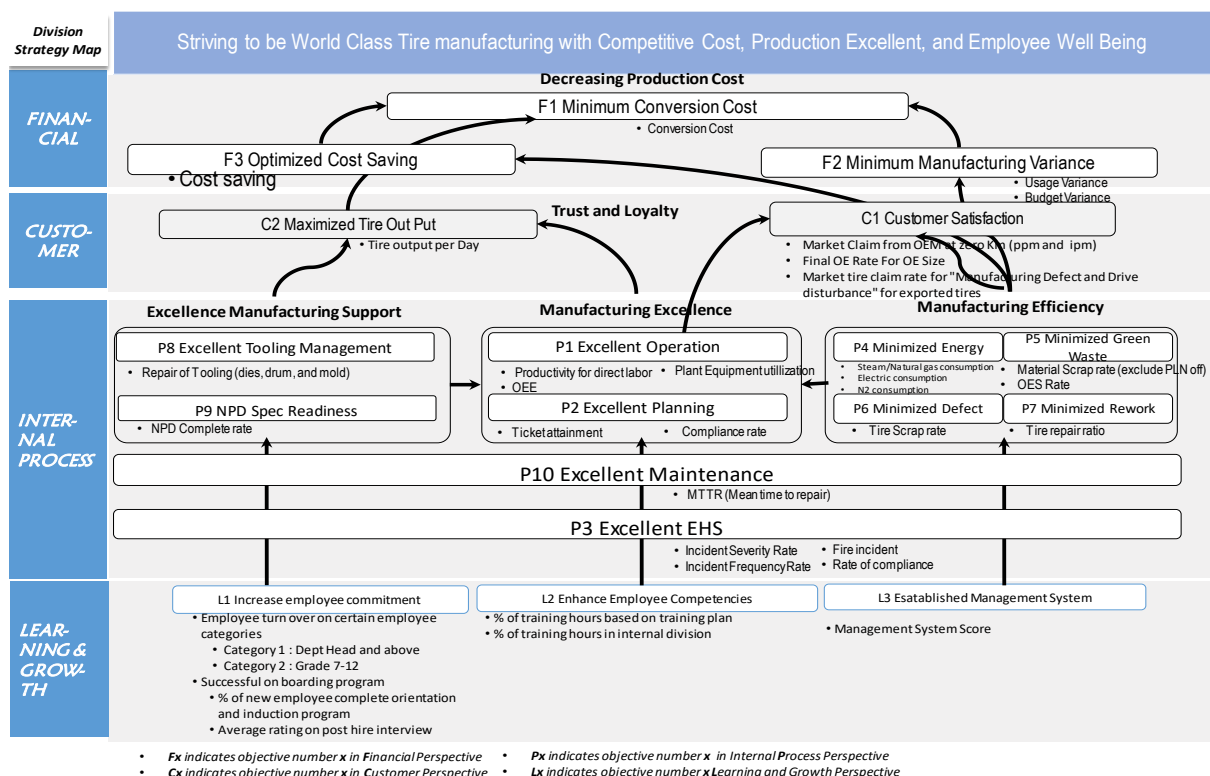 Division
Strategy Map
Striving to be World Class Tire manufacturing with Competitive Cost, Production Excellent, and Employee Well Being
FINAN-
CIAL
Decreasing Production Cost
F1 Minimum Conversion Cost
• Conversion Cost
F3 Optimized Cost Saving
• Cost saving
F2 Minimum Manufacturing Variance
• Usage Variance
• Budget Variance
CUSTO-
MER
C2 Maximized Tire Out Put
• Tire output per Day
Trust and Loyalty
C1 Customer Satisfaction
• Market Claim from OEM at zero Km (ppm and ipm)
• Final OE Rate For OE Size
• Market tire claim rate for "Manufacturing Defect and Drive
disturbance" for exported tires
INTER-
NAL
PROCESS
Excellence Manufacturing Support
P8 Excellent Tooling Management
• Repair of Tooling (dies, drum, and mold)
P9 NPD Spec Readiness
• NPD Complete rate
Manufacturing Excellence
P1 Excellent Operation
• Productivity for direct labor
• OEE
• Plant Equipment utillization
P2 Excellent Planning
• Ticket attainment
• Compliance rate
Manufacturing Efficiency
P4 Minimized Energy
• Steam/Natural gas consumption
• Electric consumption
• N2 consumption
P5 Minimized Green
Waste
• Material Scrap rate (exclude PLN off)
• OES Rate
P6 Minimized Defect
• Tire Scrap rate
P7 Minimized Rework
• Tire repair ratio
P10 Excellent Maintenance
• MTTR (Mean time to repair)
P3 Excellent EHS
• Incident Severity Rate
• Incident Frequency Rate
• Fire incident
• Rate of compliance
LEAR-
NING &
GROW-
TH
L1 Increase employee commitment
• Employee turn over on certain employee
categories
• Category 1 : Dept Head and above
• Category 2 : Grade 7-12
• Successful on boarding program
• % of new employee complete orientation
and induction program
• Average rating on post hire interview
L2 Enhance Employee Competencies
• % of training hours based on training plan
• % of training hours in internal division
L3 Esatablished Management System
• Management System Score
• Fx indicates objective number x in Financial Perspective
• Cx indicates objective number x in Customer Perspective
• Px indicates objective number x in Internal Process Perspective
• Lx indicates objective number x Learning and Growth Perspective